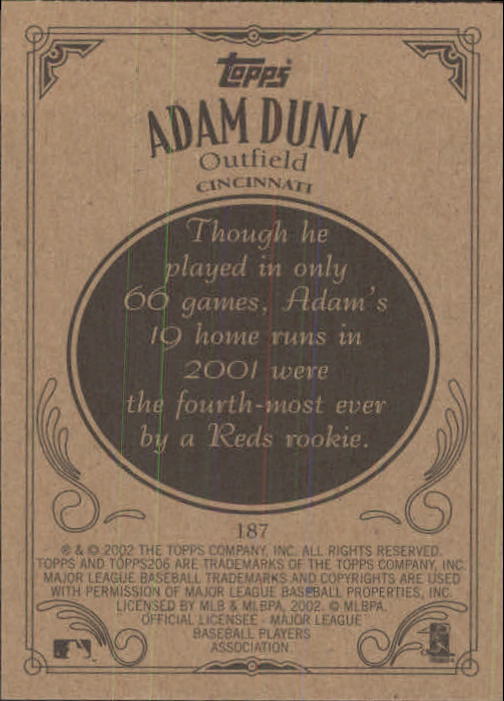 topps
ADAM DUNN
Outfield
CINCINNATI
Though he
played in only
66 games, Adam's
19 home runs in
2001 were
the fourth-most ever
by a Reds rookie.
187
® & © 2002 THE TOPPS COMPANY, INC. ALL RIGHTS RESERVED.
TOPPS AND TOPPS206 ARE TRADEMARKS OF THE TOPPS COMPANY, INC.
MAJOR LEAGUE BASEBALL TRADEMARKS AND COPYRIGHTS ARE USED
WITH PERMISSION OF MAJOR LEAGUE BASEBALL PROPERTIES, INC.
LICENSED BY MLB & MLBPA, 2002. © MLBPA.
OFFICIAL LICENSEE - MAJOR LEAGUE
BASEBALL PLAYERS
ASSOCIATION.